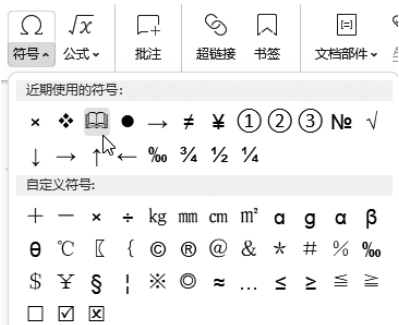 Ω √x [=]
符号 公式 批注 超链接 书签 文档部件
近期使用的符号：
× ❖ 🕮 ● → ≠ ¥ ① ② ③ № √
↓ → ↑ ← ‰ ¾ ½ ¼
自定义符号:
＋ － × ÷ ㎏ ㎜ ㎝ ㎡ ɑ ɡ α β
θ ℃ 〖 { © ® @ & * # % ‰
$ ￥ § ¦ ※ ◎ ≈ … ≤ ≥ ≦ ≧
☐ ☑ ☒